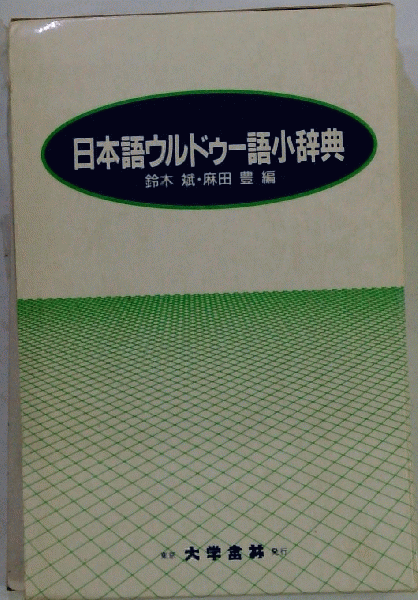 日本語ウルドゥー語小辞典
鈴木 斌・麻田 豊 編
東京 大学書林 発行